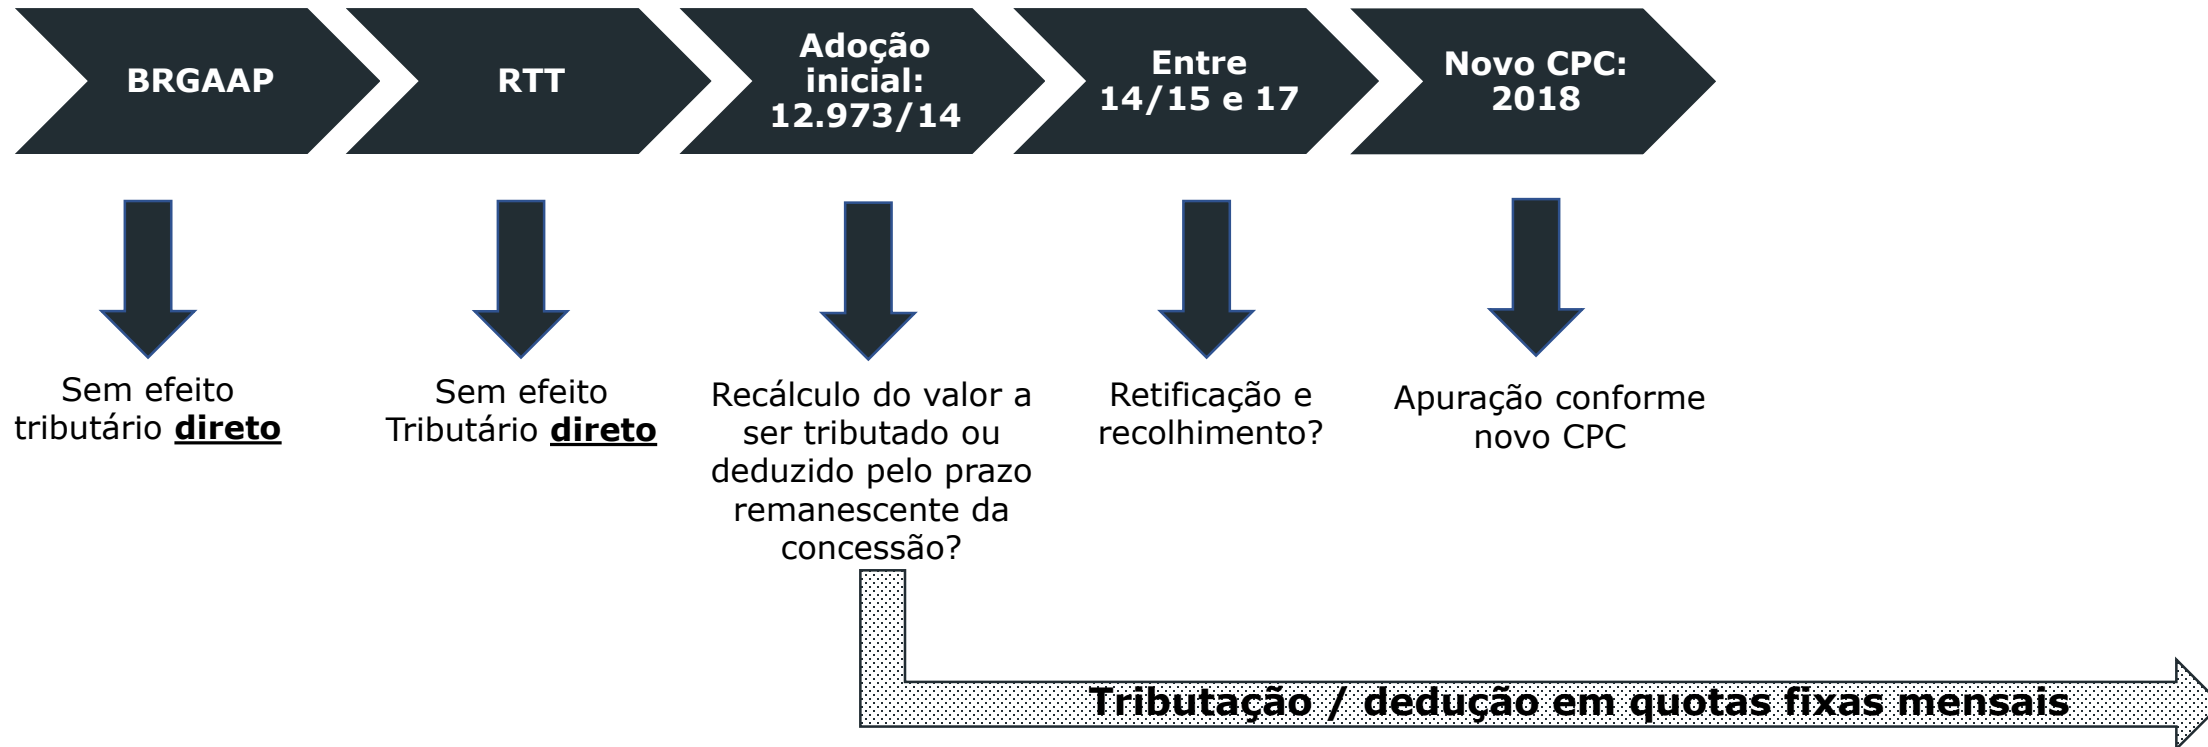 BRGAAP
RTT
Adoção
inicial:
12.973/14
Entre
14/15 e 17
Novo CPC:
2018
Sem efeito
tributário direto
Sem efeito
Tributário direto
Recálculo do valor a
ser tributado ou
deduzido pelo prazo
remanescente da
concessão?
Retificação e
recolhimento?
Apuração conforme
novo CPC
Tributação / dedução em quotas fixas mensais